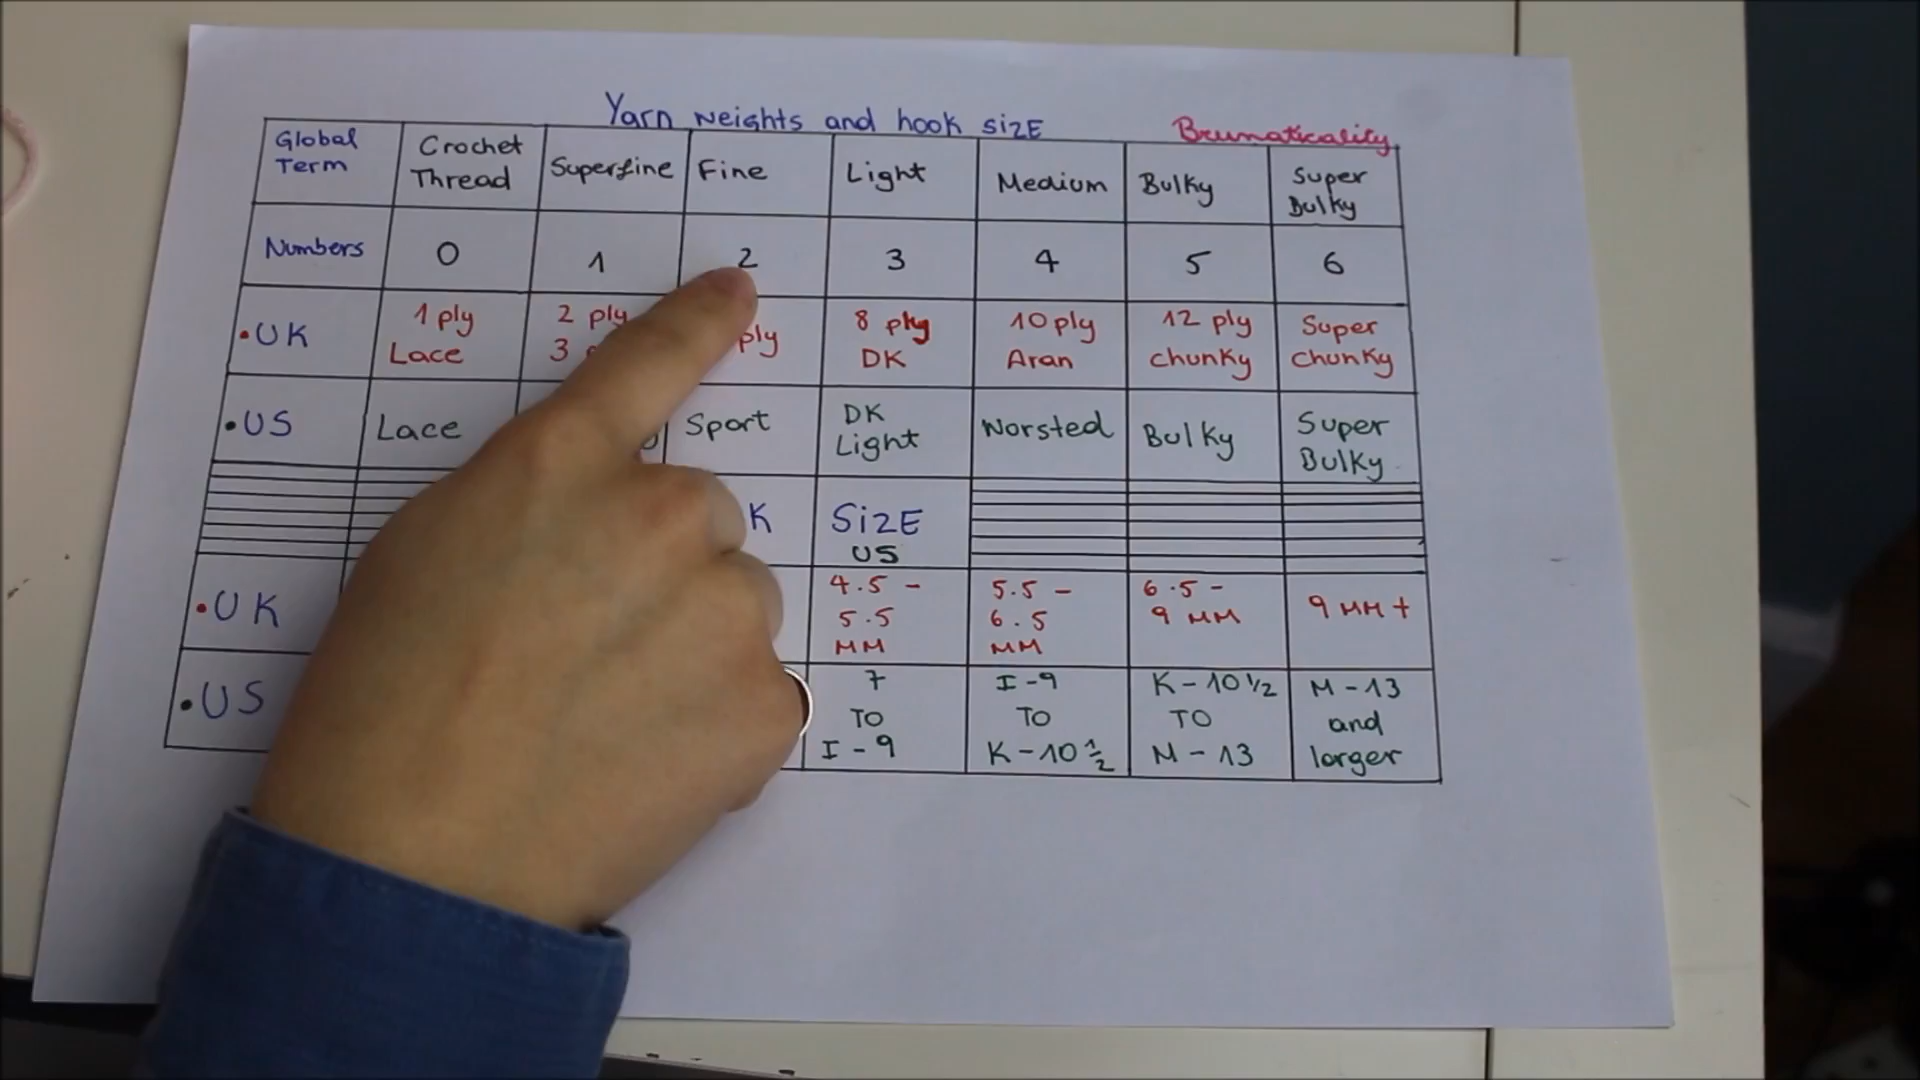 Yarn weights and hook size
Brumaticality
Global Term
Crochet Thread
Superfine
Fine
Light
Medium
Bulky
Super Bulky
Numbers
0
1
2
3
4
5
6
•UK
1 ply
Lace
2 ply
3
ply
8 ply
DK
10 ply
Aran
12 ply
chunky
Super
chunky
•US
Lace
Sport
DK
Light
Worsted
Bulky
Super
Bulky
K
SiZE
US
•UK
4.5 -
5.5
MM
5.5 -
6.5
MM
6.5 -
9 MM
9 MM +
•US
7
TO
I - 9
I - 9
TO
K - 10 ½
K - 10 1/2
TO
M - 13
M - 13
and
larger